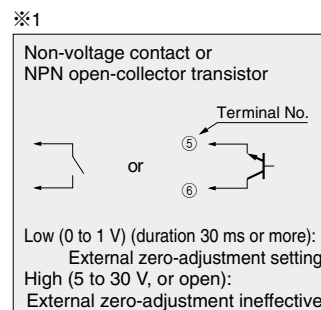 ※1
Non-voltage contact or
NPN open-collector transistor
Terminal No.
⑤
or
⑥
Low (0 to 1 V) (duration 30 ms or more):
External zero-adjustment setting
High (5 to 30 V, or open):
External zero-adjustment ineffective